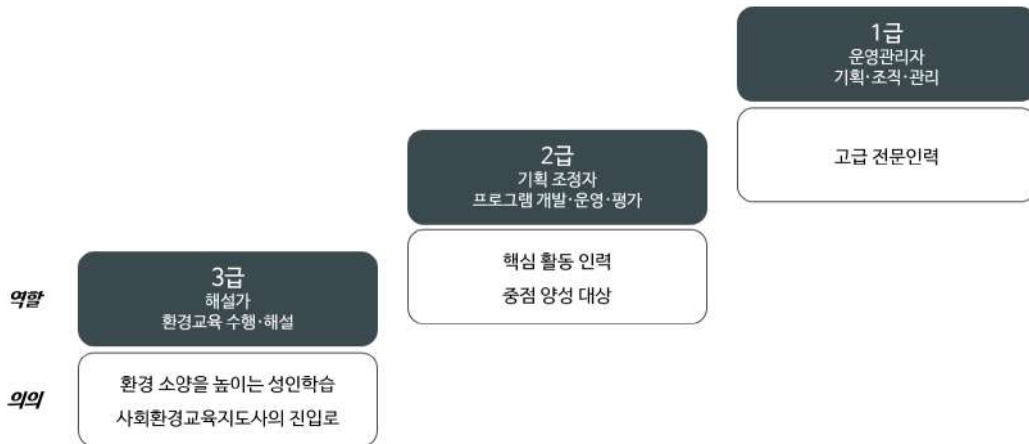 1급
운영관리자
기획·조직·관리
고급 전문인력
2급
기획 조정자
프로그램 개발·운영·평가
핵심 활동 인력
중점 양성 대상
역할
3급
해설가
환경교육 수행·해설
의의
환경 소양을 높이는 성인학습
사회환경교육지도사의 진입로